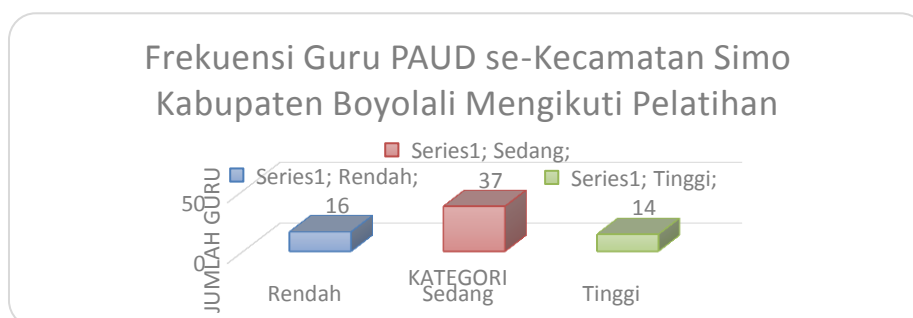 Frekuensi Guru PAUD se-Kecamatan Simo
Kabupaten Boyolali Mengikuti Pelatihan
JUMLAH GURU
50
0
Series1; Rendah;
16
Series1; Sedang;
37
Series1; Tinggi;
14
KATEGORI
Rendah
Sedang
Tinggi